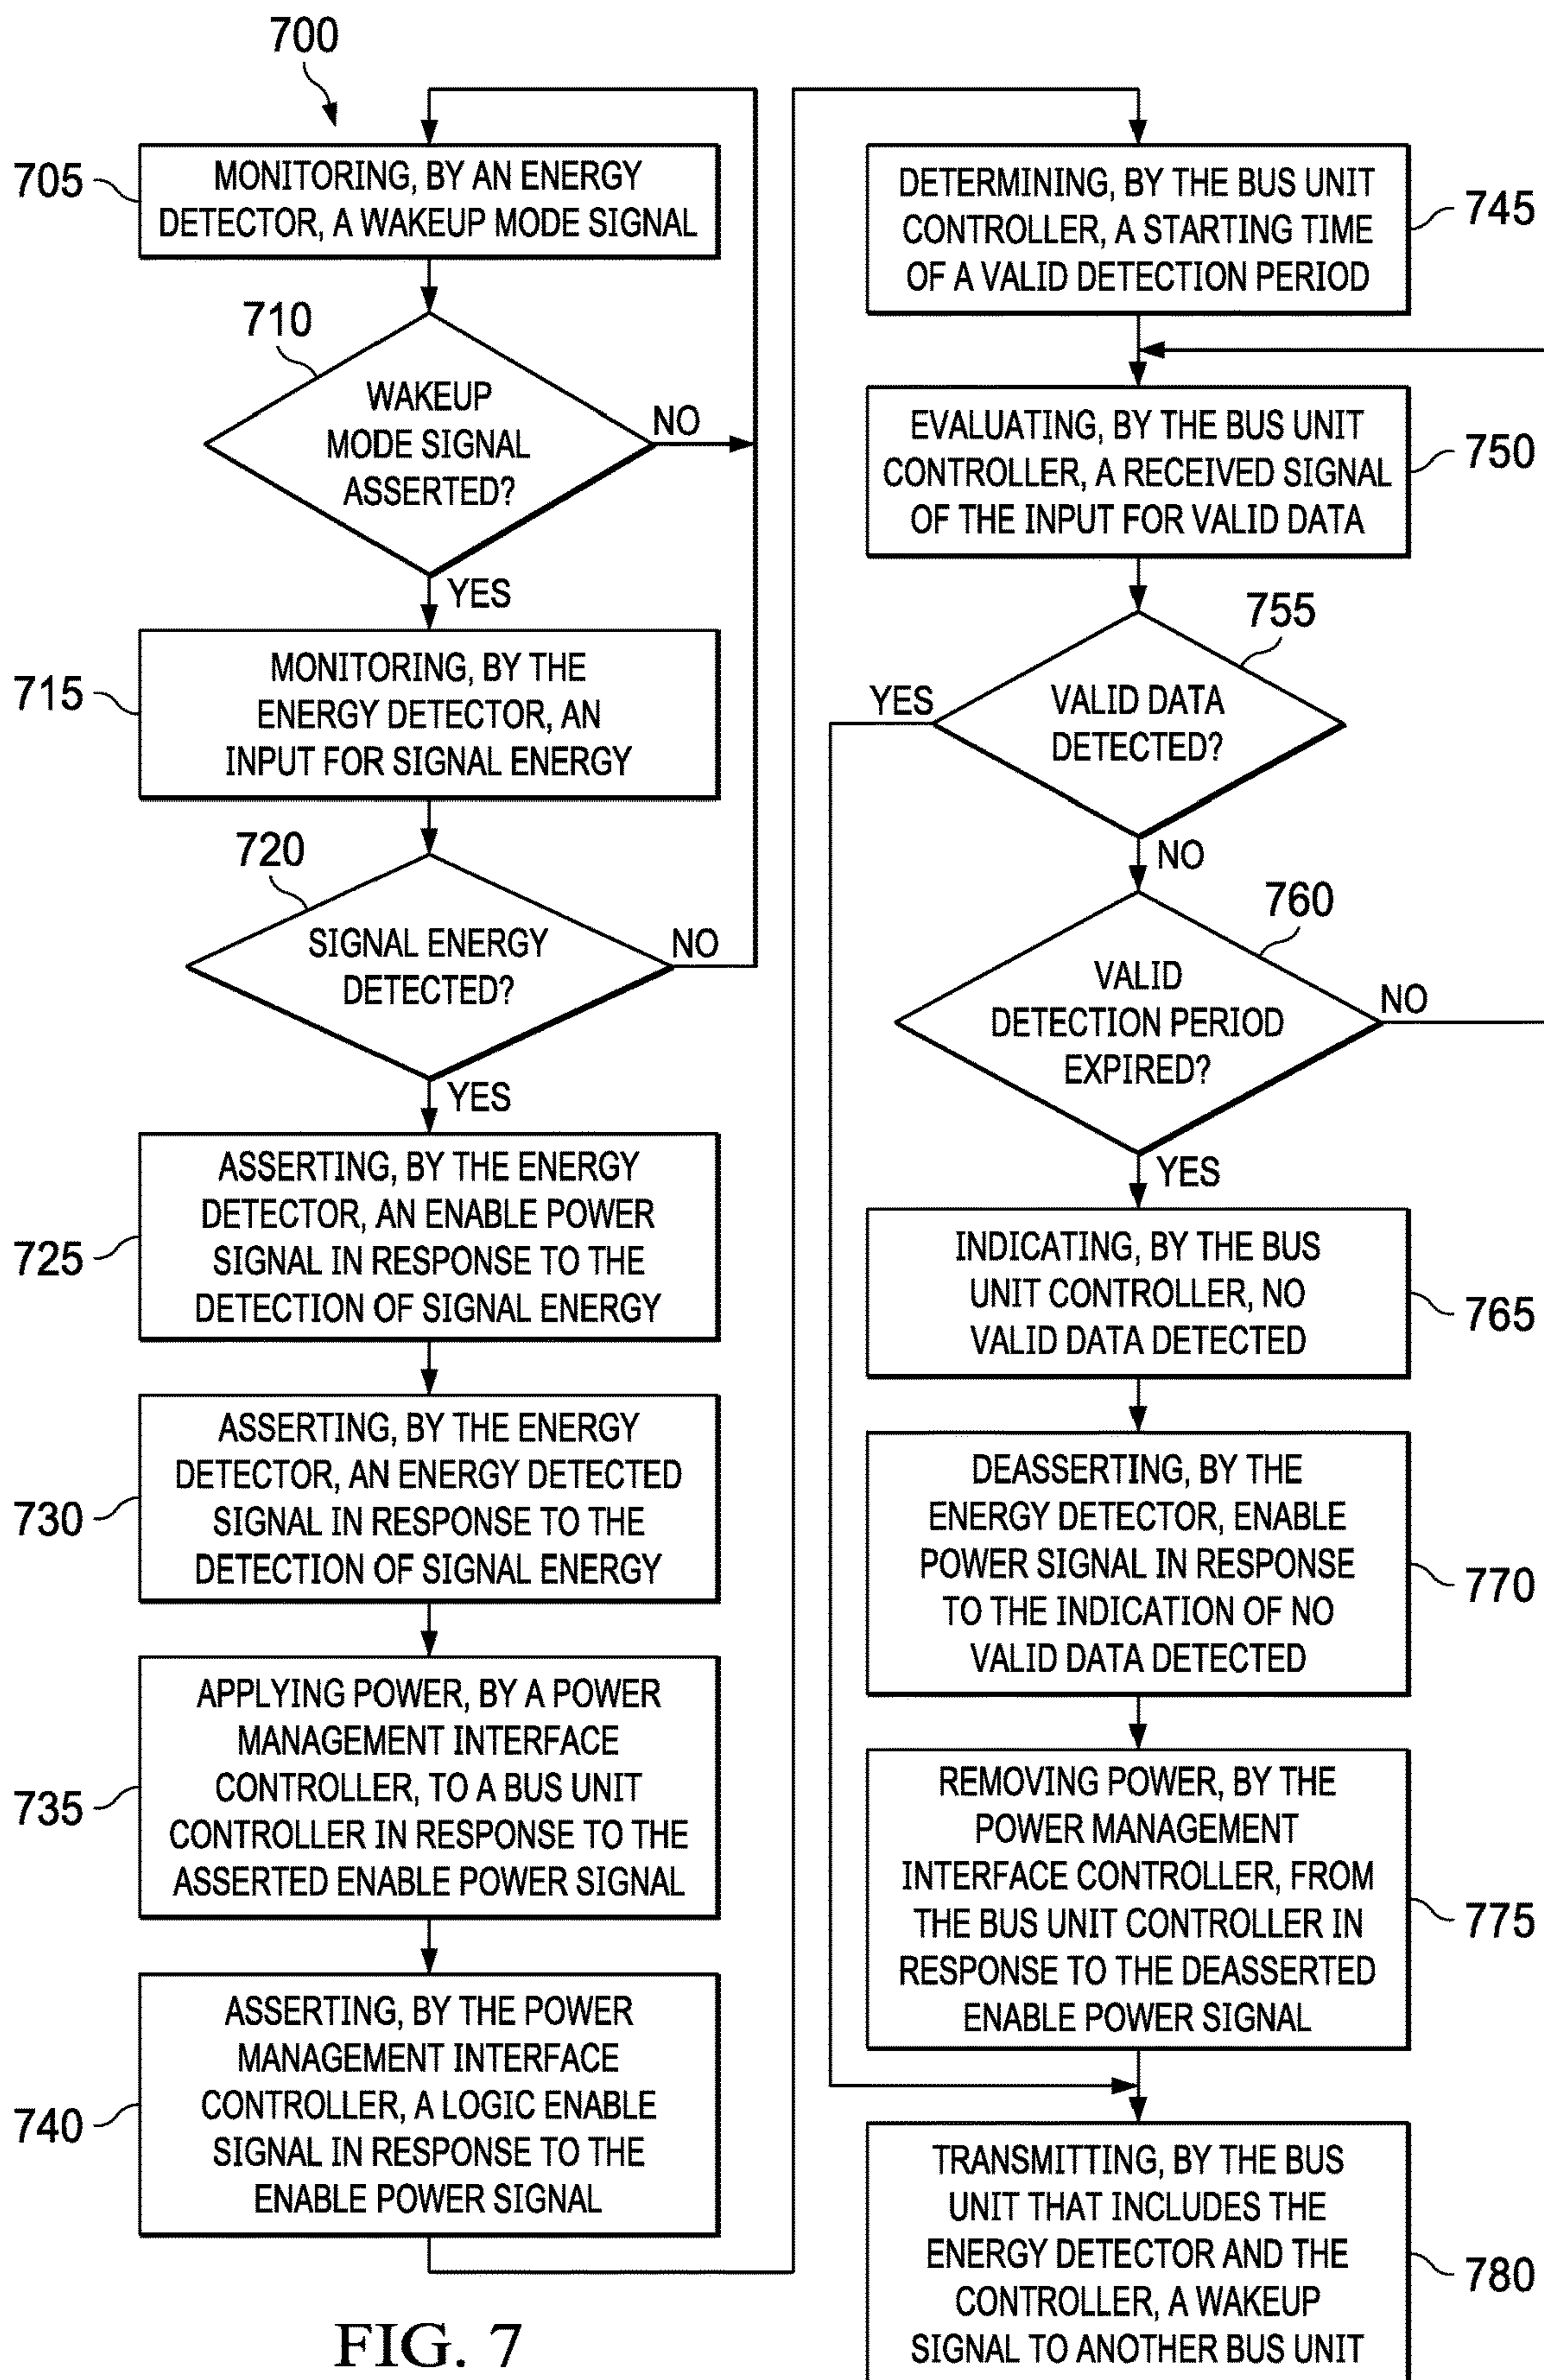 700
705
MONITORING, BY AN ENERGY
DETECTOR, A WAKEUP MODE SIGNAL
710
WAKEUP
MODE SIGNAL
ASSERTED?
NO
YES
715
MONITORING, BY THE
ENERGY DETECTOR, AN
INPUT FOR SIGNAL ENERGY
720
SIGNAL ENERGY
DETECTED?
NO
YES
725
ASSERTING, BY THE ENERGY
DETECTOR, AN ENABLE POWER
SIGNAL IN RESPONSE TO THE
DETECTION OF SIGNAL ENERGY
730
ASSERTING, BY THE ENERGY
DETECTOR, AN ENERGY DETECTED
SIGNAL IN RESPONSE TO THE
DETECTION OF SIGNAL ENERGY
735
APPLYING POWER, BY A POWER
MANAGEMENT INTERFACE
CONTROLLER, TO A BUS UNIT
CONTROLLER IN RESPONSE TO THE
ASSERTED ENABLE POWER SIGNAL
740
ASSERTING, BY THE POWER
MANAGEMENT INTERFACE
CONTROLLER, A LOGIC ENABLE
SIGNAL IN RESPONSE TO THE
ENABLE POWER SIGNAL
DETERMINING, BY THE BUS UNIT
CONTROLLER, A STARTING TIME
OF A VALID DETECTION PERIOD
745
EVALUATING, BY THE BUS UNIT
CONTROLLER, A RECEIVED SIGNAL
OF THE INPUT FOR VALID DATA
750
755
YES
VALID DATA
DETECTED?
NO
760
VALID
DETECTION PERIOD
EXPIRED?
NO
YES
INDICATING, BY THE BUS
UNIT CONTROLLER, NO
VALID DATA DETECTED
765
DEASSERTING, BY THE
ENERGY DETECTOR, ENABLE
POWER SIGNAL IN RESPONSE
TO THE INDICATION OF NO
VALID DATA DETECTED
770
REMOVING POWER, BY THE
POWER MANAGEMENT
INTERFACE CONTROLLER, FROM
THE BUS UNIT CONTROLLER IN
RESPONSE TO THE DEASSERTED
ENABLE POWER SIGNAL
775
TRANSMITTING, BY THE BUS
UNIT THAT INCLUDES THE
ENERGY DETECTOR AND THE
CONTROLLER, A WAKEUP
SIGNAL TO ANOTHER BUS UNIT
780
FIG. 7